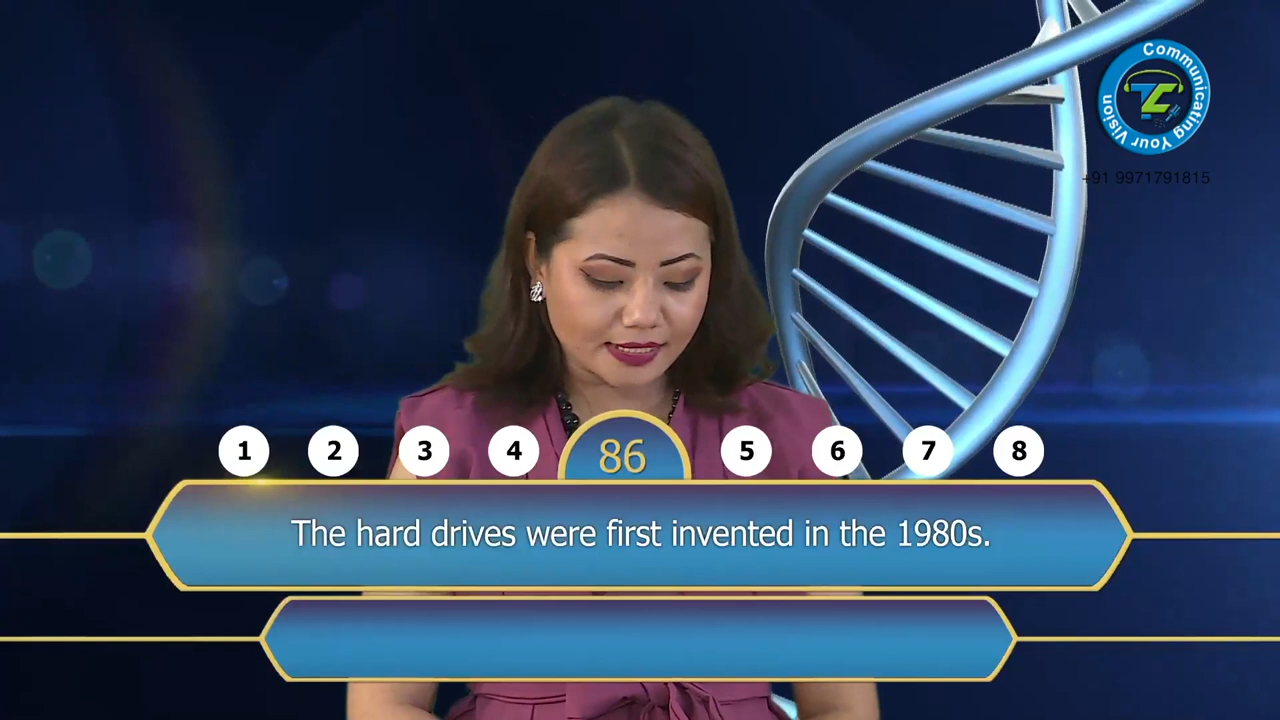 Communicating Your Vision
TC
+91 9971791815
1 2 3 4 86 5 6 7 8
The hard drives were first invented in the 1980s.